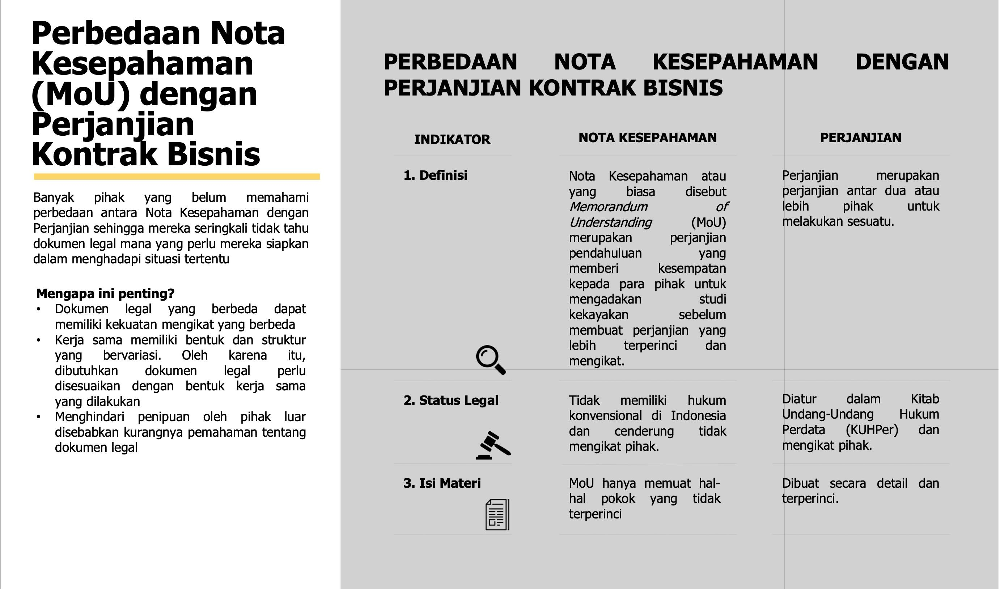 Perbedaan Nota
Kesepahaman
(MoU) dengan
Perjanjian
Kontrak Bisnis
Banyak pihak yang belum memahami
perbedaan antara Nota Kesepahaman dengan
Perjanjian sehingga mereka seringkali tidak tahu
dokumen legal mana yang perlu mereka siapkan
dalam menghadapi situasi tertentu
Mengapa ini penting?
• Dokumen legal yang berbeda dapat
memiliki kekuatan mengikat yang berbeda
• Kerja sama memiliki bentuk dan struktur
yang bervariasi. Oleh karena itu,
dibutuhkan dokumen legal perlu
disesuaikan dengan bentuk kerja sama
yang dilakukan
• Menghindari penipuan oleh pihak luar
disebabkan kurangnya pemahaman tentang
dokumen legal
PERBEDAAN NOTA KESEPAHAMAN DENGAN
PERJANJIAN KONTRAK BISNIS
INDIKATOR
NOTA KESEPAHAMAN
PERJANJIAN
1. Definisi
Nota Kesepahaman atau
yang biasa disebut
Memorandum of
Understanding (MoU)
merupakan perjanjian
pendahuluan yang
memberi kesempatan
kepada para pihak untuk
mengadakan studi
kekayakan sebelum
membuat perjanjian yang
lebih terperinci dan
mengikat.
Perjanjian merupakan
perjanjian antar dua atau
lebih pihak untuk
melakukan sesuatu.
2. Status Legal
Tidak memiliki hukum
konvensional di Indonesia
dan cenderung tidak
mengikat pihak.
Diatur dalam Kitab
Undang-Undang Hukum
Perdata (KUHPer) dan
mengikat pihak.
3. Isi Materi
MoU hanya memuat hal-
hal pokok yang tidak
terperinci
Dibuat secara detail dan
terperinci.